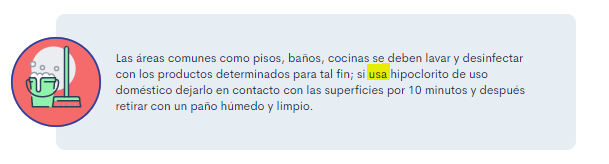 Las áreas comunes como pisos, baños, cocinas se deben lavar y desinfectar
con los productos determinados para tal fin; si usa hipoclorito de uso
doméstico dejarlo en contacto con las superficies por 10 minutos y después
retirar con un paño húmedo y limpio.